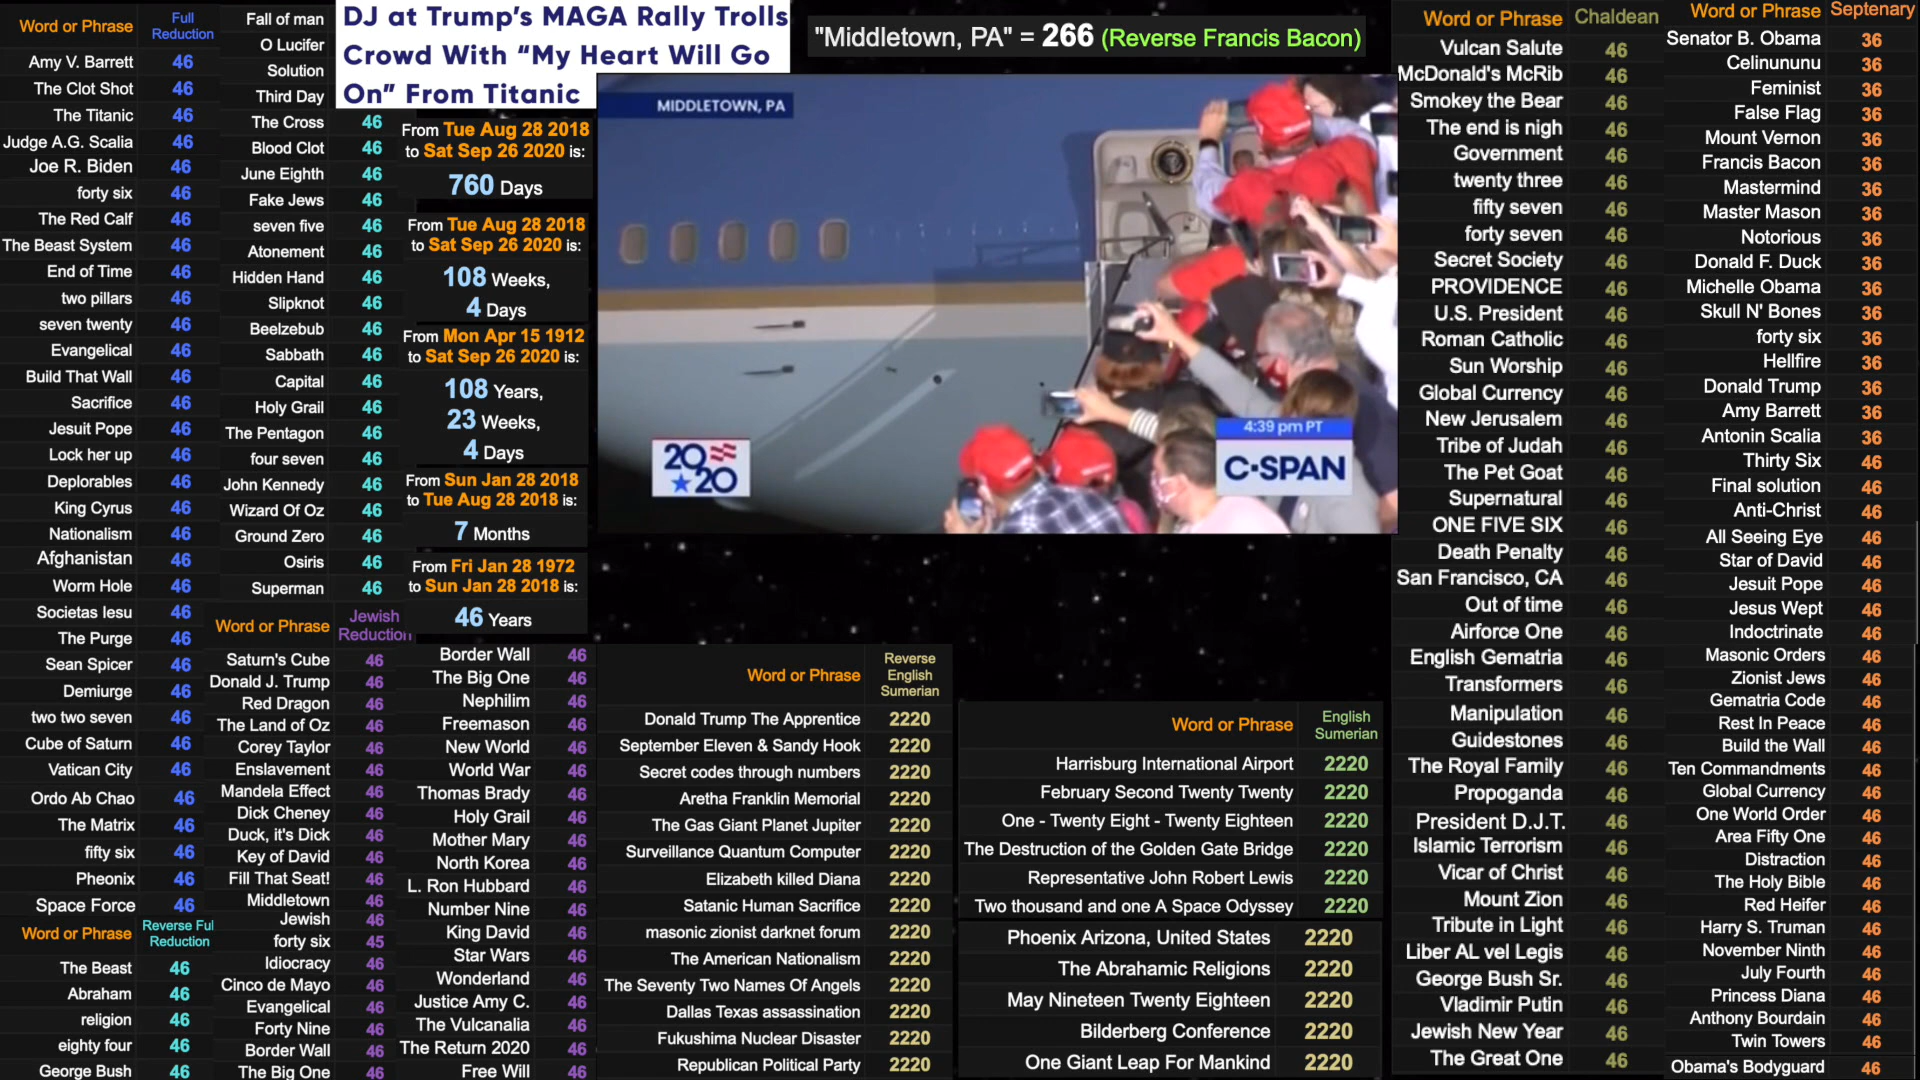 Word or Phrase Full Reduction
Amy V. Barrett 46
The Clot Shot 46
The Titanic 46
Judge A.G. Scalia 46
Joe R. Biden 46
forty six 46
The Red Calf 46
The Beast System 46
End of Time 46
two pillars 46
seven twenty 46
Evangelical 46
Build That Wall 46
Sacrifice 46
Jesuit Pope 46
Lock her up 46
Deplorables 46
King Cyrus 46
Nationalism 46
Afghanistan 46
Worm Hole 46
Societas Iesu 46
The Purge 46
Sean Spicer 46
Demiurge 46
two two seven 46
Cube of Saturn 46
Vatican City 46
Ordo Ab Chao 46
The Matrix 46
fifty six 46
Pheonix 46
Space Force 46
Word or Phrase Reverse Full Reduction
The Beast 46
Abraham 46
religion 46
eighty four 46
George Bush 46
Fall of man
O Lucifer
Solution
Third Day
The Cross 46
Blood Clot 46
June Eighth 46
Fake Jews 46
seven five 46
Atonement 46
Hidden Hand 46
Slipknot 46
Beelzebub 46
Sabbath 46
Capital 46
Holy Grail 46
The Pentagon 46
four seven 46
John Kennedy 46
Wizard Of Oz 46
Ground Zero 46
Osiris 46
Superman 46
Word or Phrase Jewish Reduction
Saturn's Cube 46
Donald J. Trump 46
Red Dragon 46
The Land of Oz 46
Corey Taylor 46
Enslavement 46
Mandela Effect 46
Dick Cheney 46
Duck, it's Dick 46
Key of David 46
Fill That Seat! 46
Middletown 46
Jewish 46
forty six 45
Idiocracy 46
Cinco de Mayo 46
Evangelical 46
Forty Nine 46
Border Wall 46
The Big One 46
DJ at Trump's MAGA Rally Trolls
Crowd With "My Heart Will Go
On" From Titanic
From Tue Aug 28 2018
to Sat Sep 26 2020 is:
760 Days
From Tue Aug 28 2018
to Sat Sep 26 2020 is:
108 Weeks,
4 Days
From Mon Apr 15 1912
to Sat Sep 26 2020 is:
108 Years,
23 Weeks,
4 Days
From Sun Jan 28 2018
to Tue Aug 28 2018 is:
7 Months
From Fri Jan 28 1972
to Sun Jan 28 2018 is:
46 Years
Border Wall 46
The Big One 46
Nephilim 46
Freemason 46
New World 46
World War 46
Thomas Brady 46
Holy Grail 46
Mother Mary 46
North Korea 46
L. Ron Hubbard 46
Number Nine 46
King David 46
Star Wars 46
Wonderland 46
Justice Amy C. 46
The Vulcanalia 46
The Return 2020 46
Free Will 46
"Middletown, PA" = 266 (Reverse Francis Bacon)
MIDDLETOWN, PA
2020
4:39 pm PT
C-SPAN
Word or Phrase Reverse English Sumerian
Donald Trump The Apprentice 2220
September Eleven & Sandy Hook 2220
Secret codes through numbers 2220
Aretha Franklin Memorial 2220
The Gas Giant Planet Jupiter 2220
Surveillance Quantum Computer 2220
Elizabeth killed Diana 2220
Satanic Human Sacrifice 2220
masonic zionist darknet forum 2220
The American Nationalism 2220
The Seventy Two Names Of Angels 2220
Dallas Texas assassination 2220
Fukushima Nuclear Disaster 2220
Republican Political Party 2220
Word or Phrase English Sumerian
Harrisburg International Airport 2220
February Second Twenty Twenty 2220
One - Twenty Eight - Twenty Eighteen 2220
The Destruction of the Golden Gate Bridge 2220
Representative John Robert Lewis 2220
Two thousand and one A Space Odyssey 2220
Phoenix Arizona, United States 2220
The Abrahamic Religions 2220
May Nineteen Twenty Eighteen 2220
Bilderberg Conference 2220
One Giant Leap For Mankind 2220
Word or Phrase Chaldean
Vulcan Salute 46
McDonald's McRib 46
Smokey the Bear 46
The end is nigh 46
Government 46
twenty three 46
fifty seven 46
forty seven 46
Secret Society 46
PROVIDENCE 46
U.S. President 46
Roman Catholic 46
Sun Worship 46
Global Currency 46
New Jerusalem 46
Tribe of Judah 46
The Pet Goat 46
Supernatural 46
ONE FIVE SIX 46
Death Penalty 46
San Francisco, CA 46
Out of time 46
Airforce One 46
English Gematria 46
Transformers 46
Manipulation 46
Guidestones 46
The Royal Family 46
Propoganda 46
President D.J.T. 46
Islamic Terrorism 46
Vicar of Christ 46
Mount Zion 46
Tribute in Light 46
Liber AL vel Legis 46
George Bush Sr. 46
Vladimir Putin 46
Jewish New Year 46
The Great One 46
Word or Phrase Septenary
Senator B. Obama 36
Celinununu 36
Feminist 36
False Flag 36
Mount Vernon 36
Francis Bacon 36
Mastermind 36
Master Mason 36
Notorious 36
Donald F. Duck 36
Michelle Obama 36
Skull N' Bones 36
forty six 36
Hellfire 36
Donald Trump 36
Amy Barrett 36
Antonin Scalia 36
Thirty Six 46
Final solution 46
Anti-Christ 46
All Seeing Eye 46
Star of David 46
Jesuit Pope 46
Jesus Wept 46
Indoctrinate 46
Masonic Orders 46
Zionist Jews 46
Gematria Code 46
Rest In Peace 46
Build the Wall 46
Ten Commandments 46
Global Currency 46
One World Order 46
Area Fifty One 46
Distraction 46
The Holy Bible 46
Red Heifer 46
Harry S. Truman 46
November Ninth 46
July Fourth 46
Princess Diana 46
Anthony Bourdain 46
Twin Towers 46
Obama's Bodyguard 46